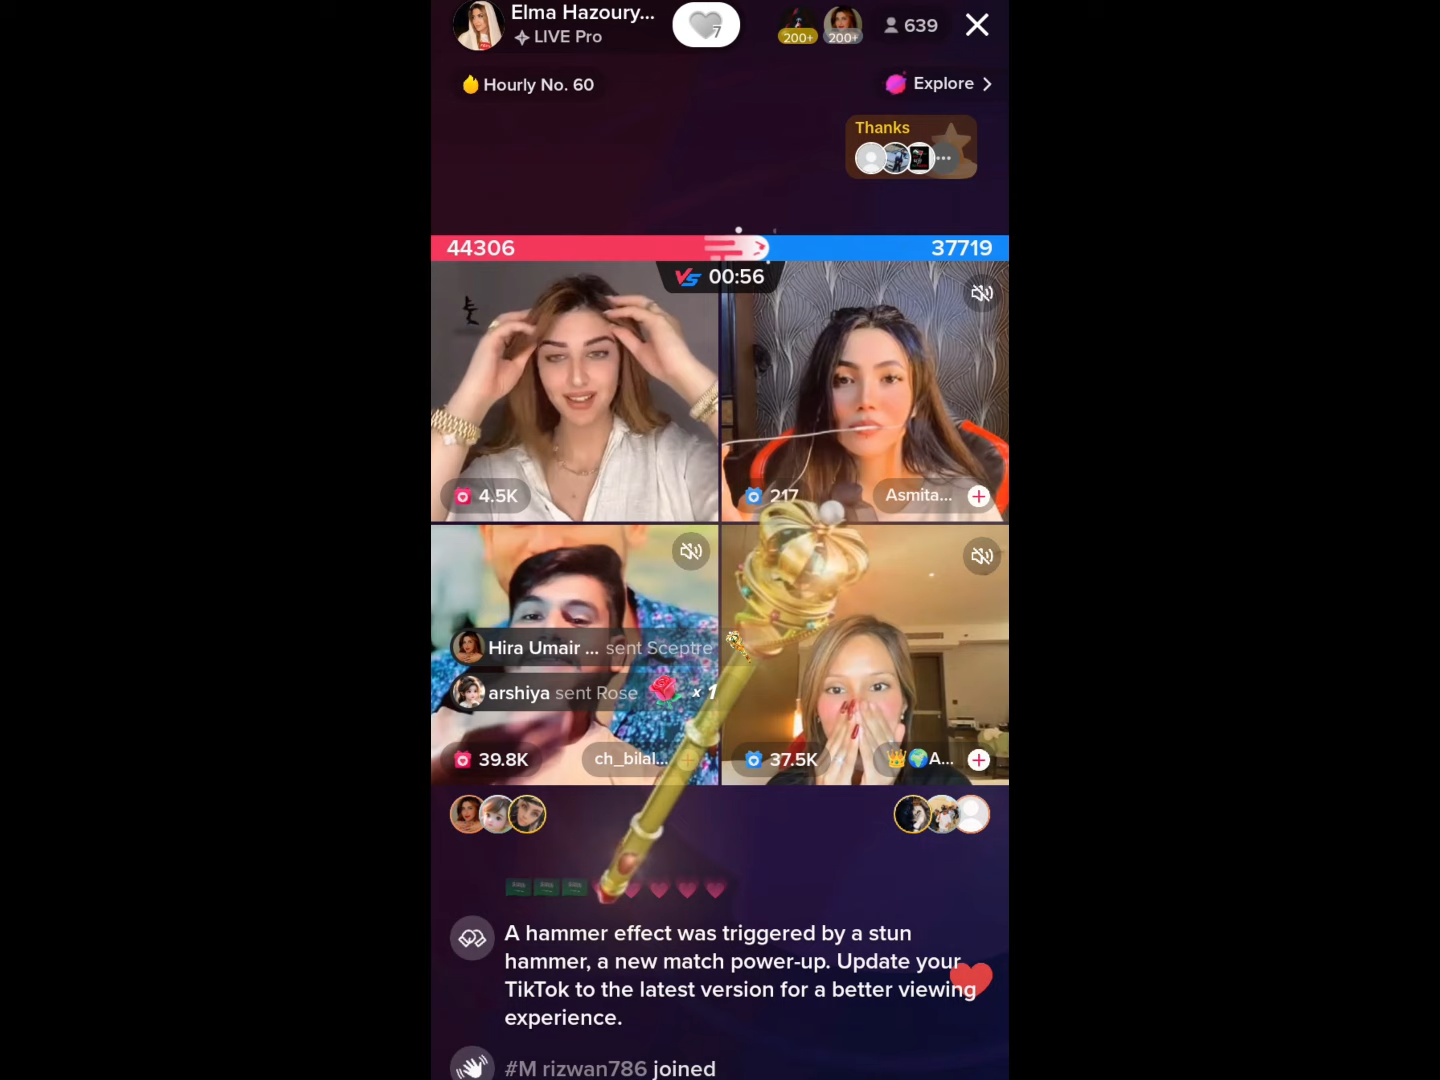 Elma Hazoury...
LIVE Pro
7
200+
200+
639
Hourly No. 60
Explore
Thanks
44306
37719
VS 00:56
4.5K
217
Asmita...
Hira Umair ... sent Sceptre
arshiya sent Rose x 1
39.8K
ch_bilal...
37.5K
A...
A hammer effect was triggered by a stun
hammer, a new match power-up. Update your
TikTok to the latest version for a better viewing
experience.
#M rizwan786 joined